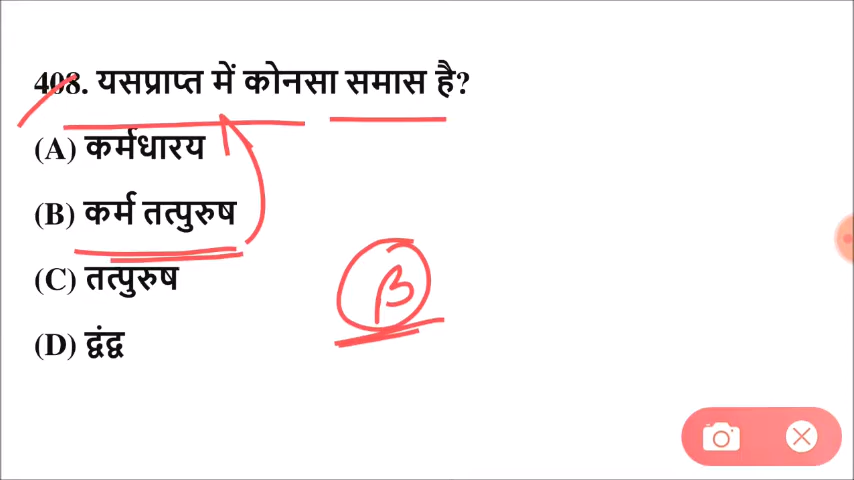 408. यसप्राप्त में कोनसा समास है?
(A) कर्मधारय
(B) कर्म तत्पुरुष
(C) तत्पुरुष
B
(D) द्वंद्व